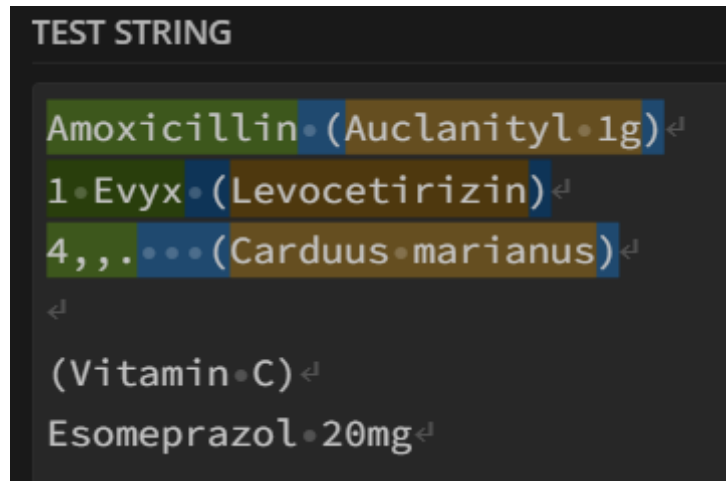 TEST STRING
Amoxicillin (Auclanityl 1g)
1 Evyx (Levocetirizin)
4,,.   (Carduus marianus)

(Vitamin C)
Esomeprazol 20mg